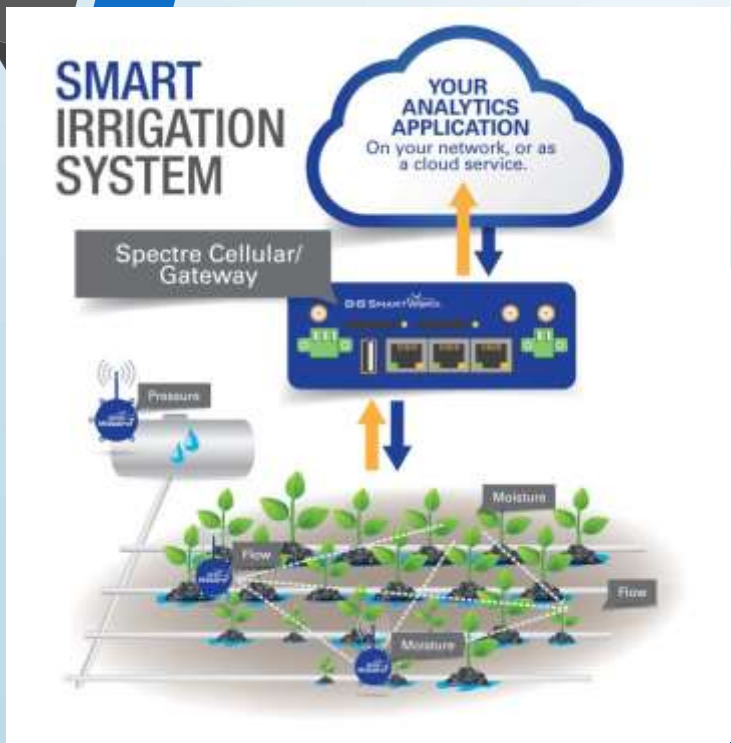 SMART
IRRIGATION
SYSTEM
YOUR
ANALYTICS
APPLICATION
On your network, or as
a cloud service.
Spectre Cellular/
Gateway
B+B SMARTWORX
Pressure
Moisture
Flow
Flow
Moisture